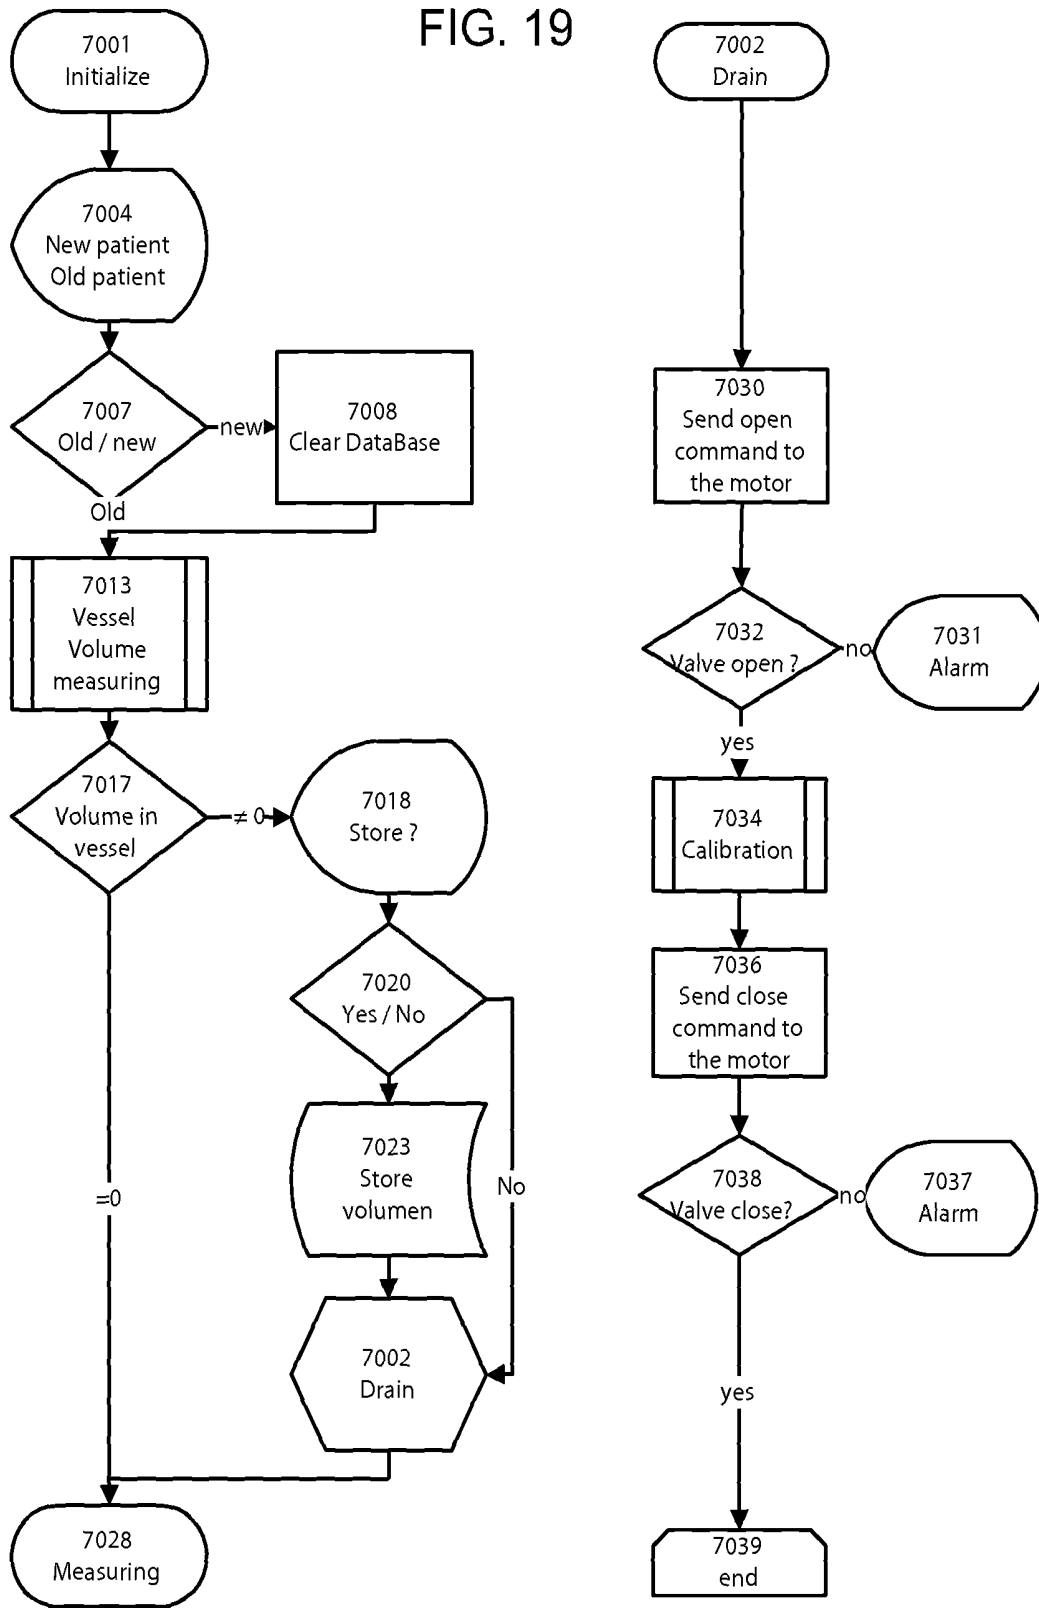 FIG. 19
7001
Initialize
7004
New patient
Old patient
7007
Old / new
new
7008
Clear DataBase
Old
7013
Vessel
Volume
measuring
7017
Volume in
vessel
≠ 0
7018
Store ?
7020
Yes / No
7023
Store
volumen
No
=0
7002
Drain
7028
Measuring
7002
Drain
7030
Send open
command to
the motor
7032
Valve open ?
no
7031
Alarm
yes
7034
Calibration
7036
Send close
command to
the motor
7038
Valve close?
no
7037
Alarm
yes
7039
end